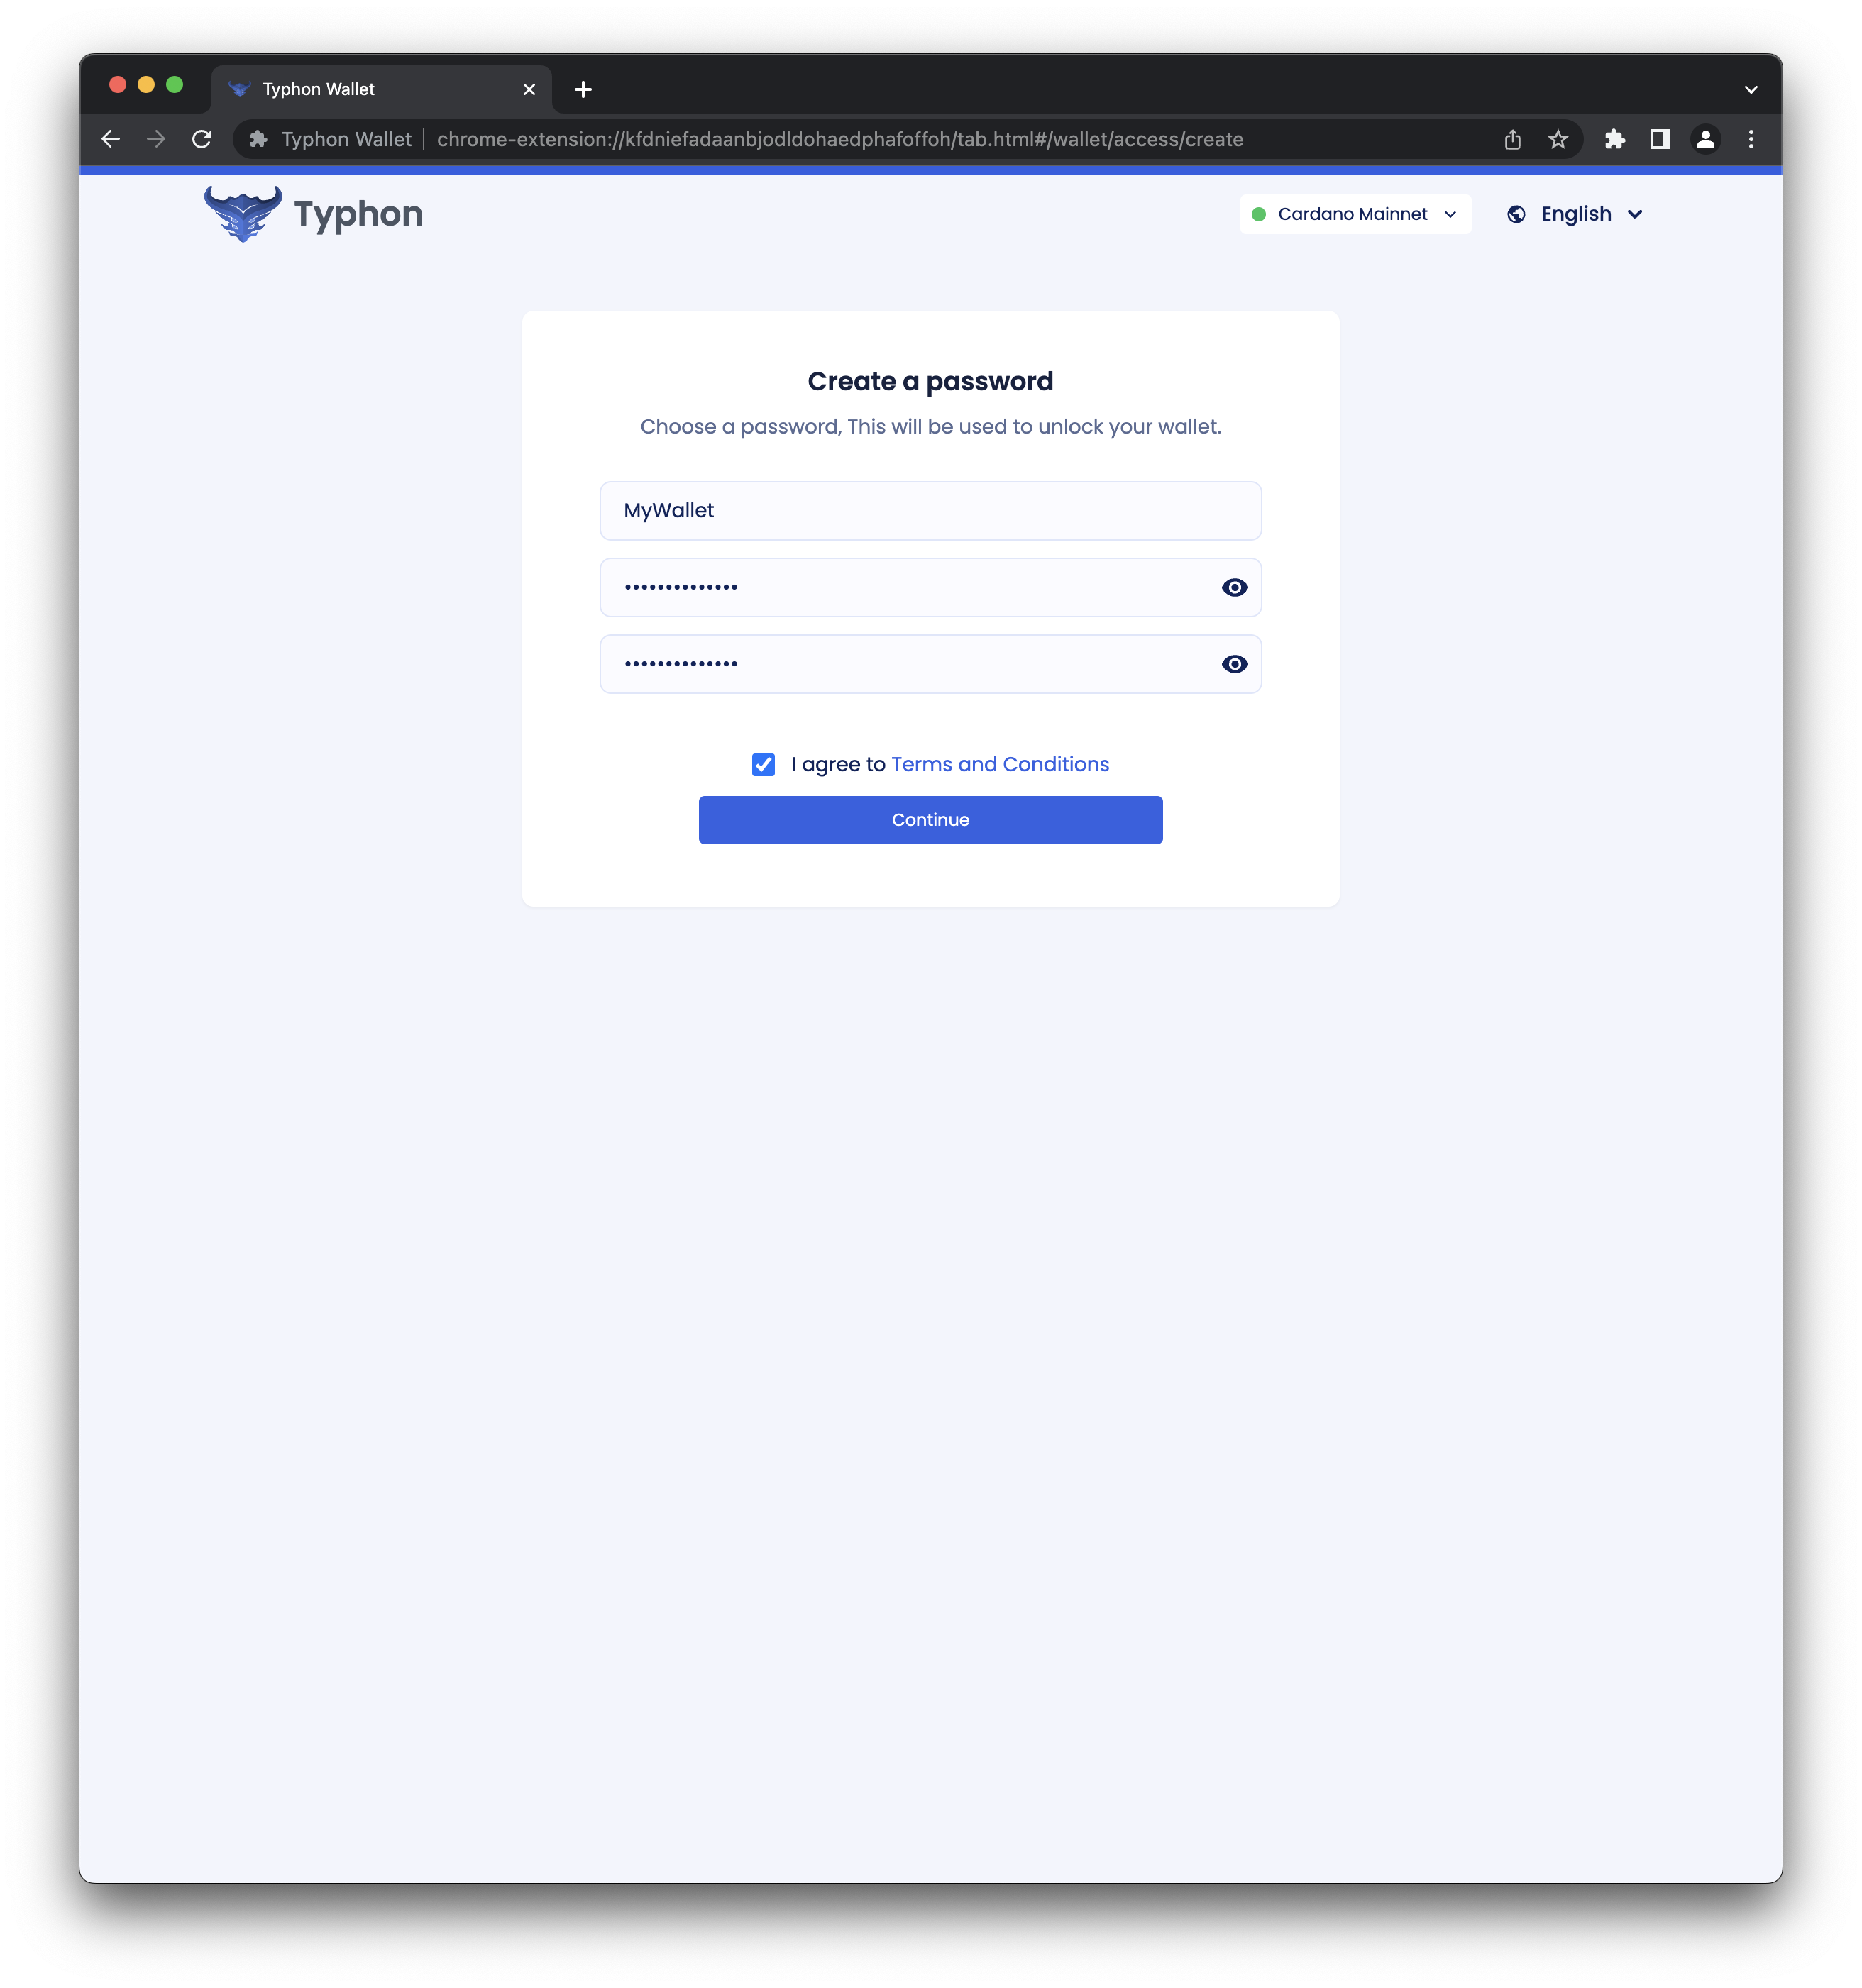 Typhon Wallet
Typhon Wallet chrome-extension://kfdniefadaanbjodldohaedphafoffoh/tab.html#/wallet/access/create
Typhon
Cardano Mainnet
English
Create a password
Choose a password, This will be used to unlock your wallet.
MyWallet
••••••••••••••
••••••••••••••
I agree to Terms and Conditions
Continue